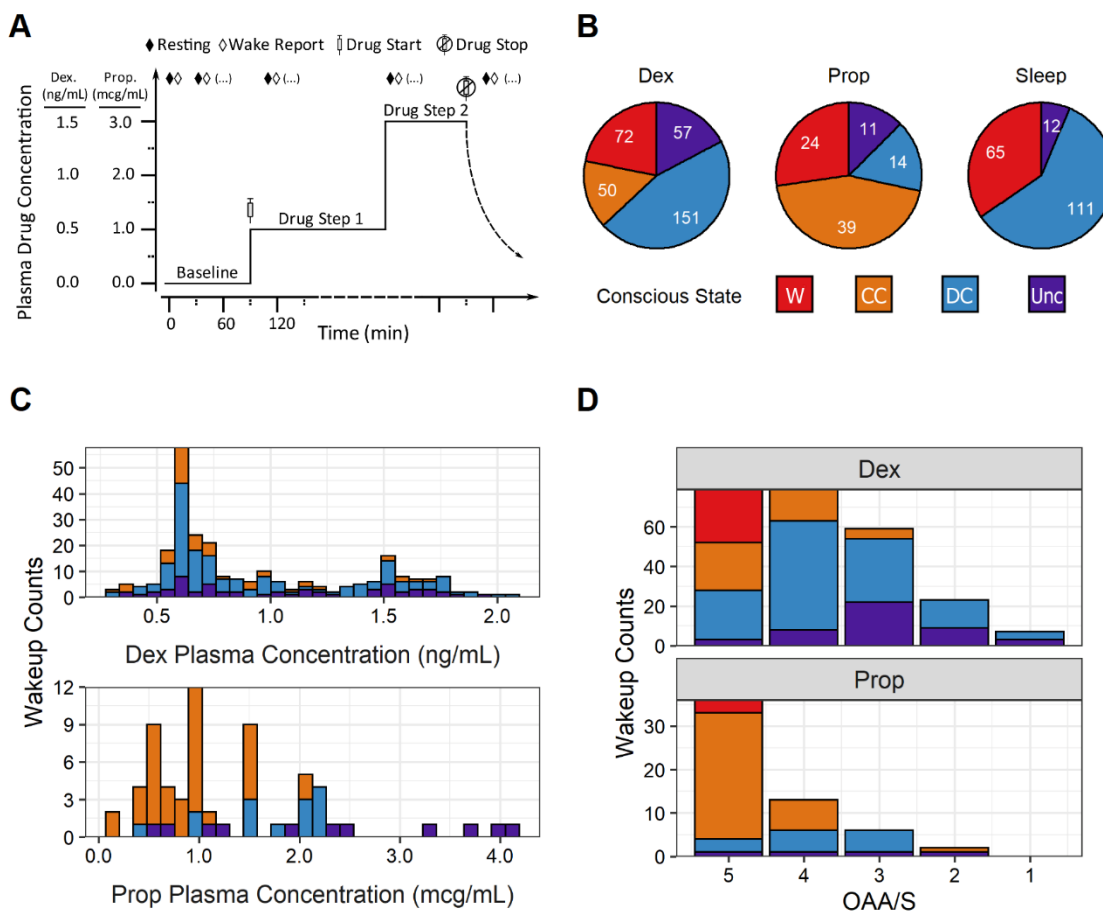 A
♦ Resting ◊ Wake Report Drug Start Drug Stop
Dex. (ng/mL)
Prop. (mcg/mL)
(...) (...) (...) (...) (...)
Plasma Drug Concentration
1.5 3.0
1.0 2.0
0.5 1.0
0.0 0.0
Drug Step 2
Drug Step 1
Baseline
0 60 120
Time (min)
B
Dex Prop Sleep
72 57 151 50
24 11 14 39
65 12 111
Conscious State W CC DC Unc
C
Wakeup Counts
50
40
30
20
10
0
0.5 1.0 1.5 2.0
Dex Plasma Concentration (ng/mL)
12
9
6
3
0
0.0 1.0 2.0 3.0 4.0
Prop Plasma Concentration (mcg/mL)
D
Dex
Wakeup Counts
60
40
20
0
Prop
30
20
10
0
5 4 3 2 1
OAA/S